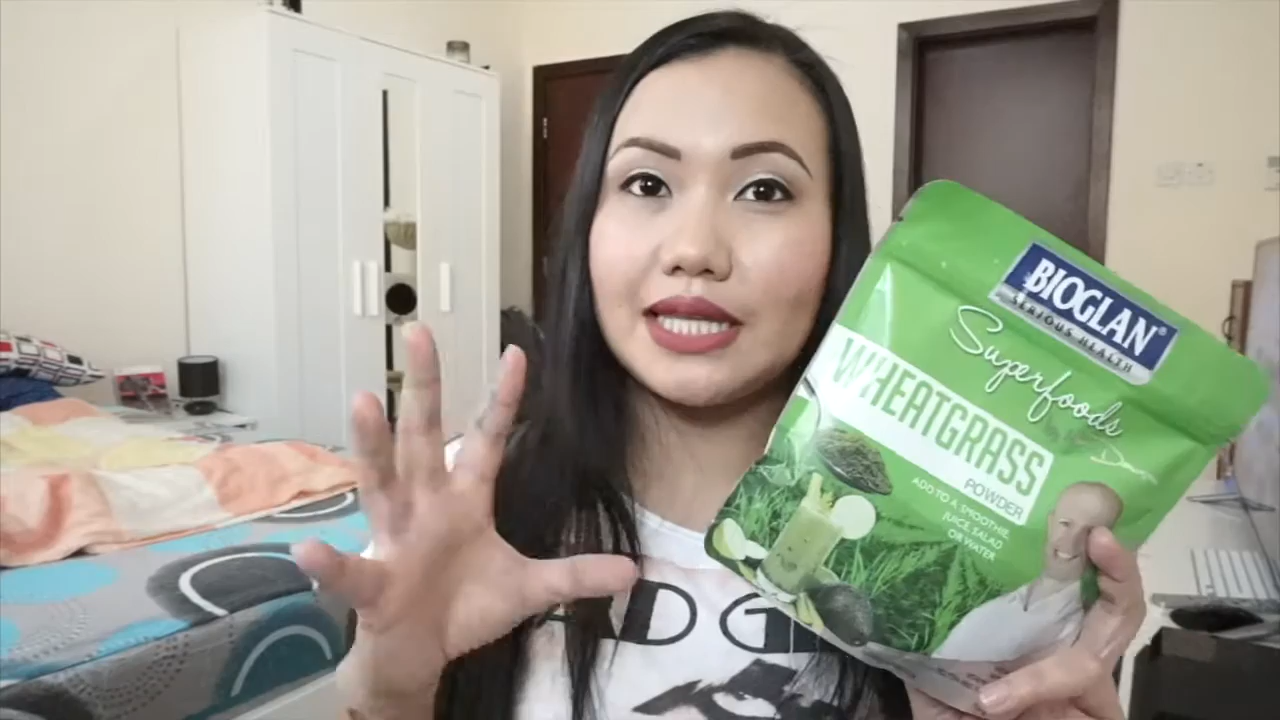 BIOGLAN®
SERIOUS HEALTH
Superfoods
WHEATGRASS
POWDER
ADD TO A SMOOTHIE,
JUICE, SALAD
OR WATER